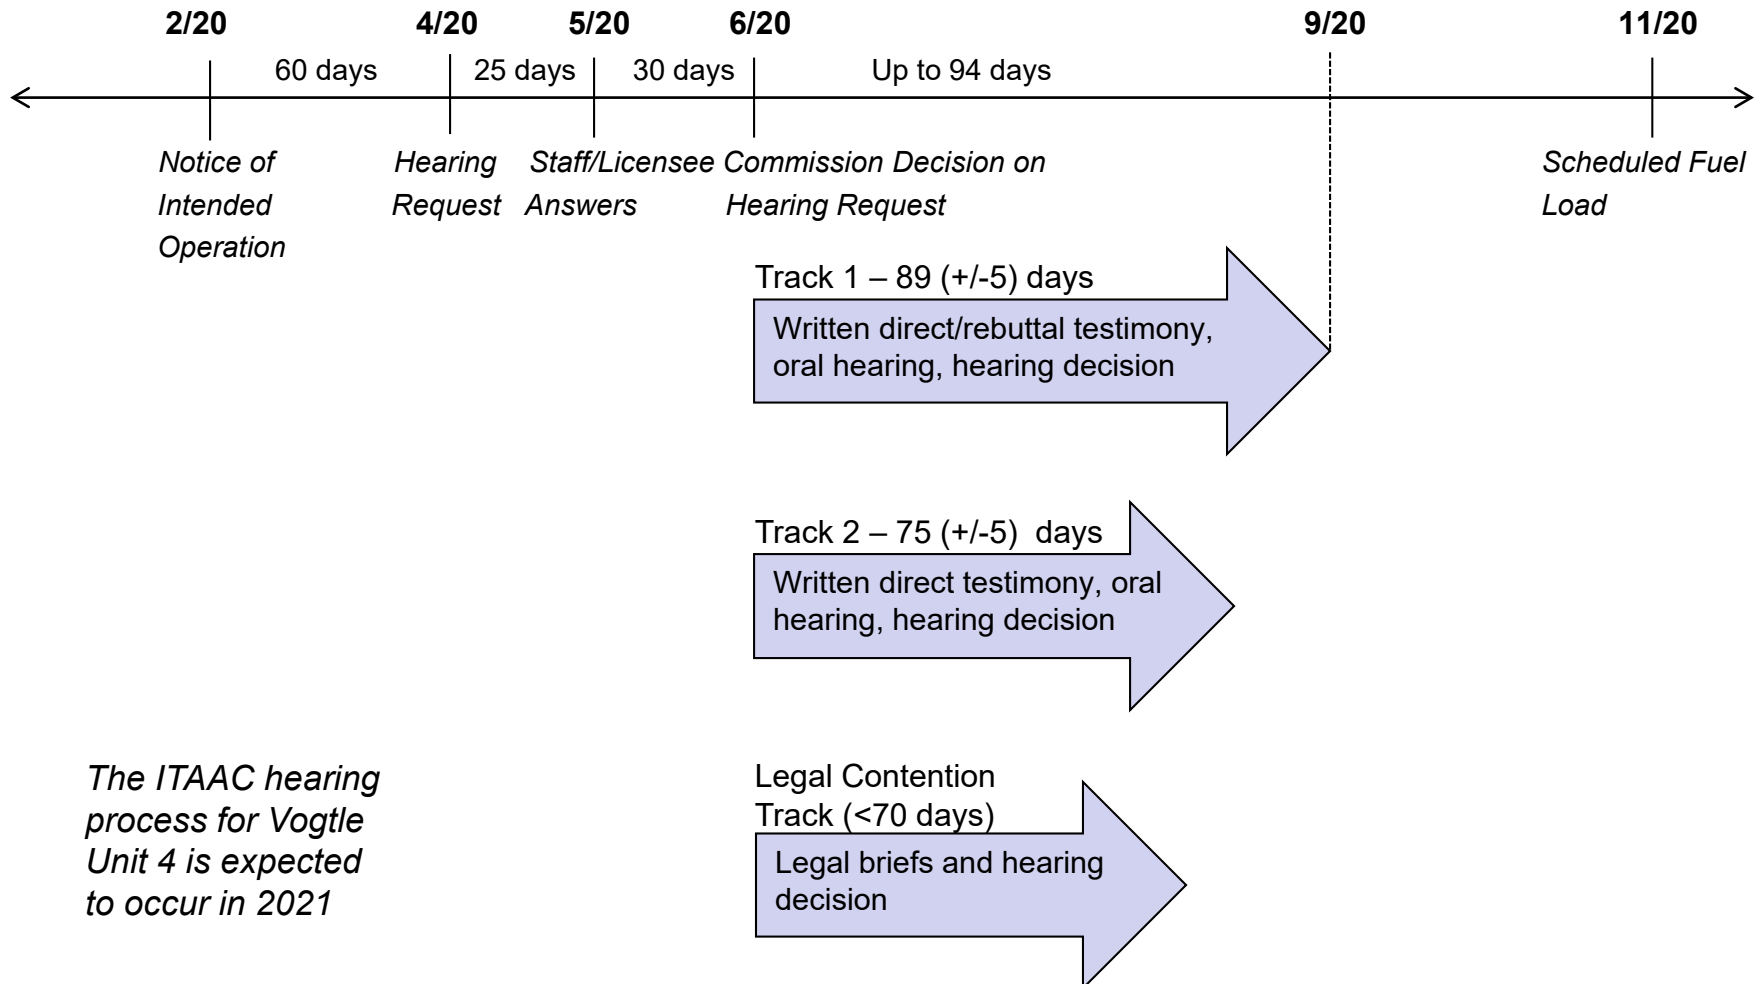 2/20 4/20 5/20 6/20 9/20 11/20
60 days 25 days 30 days Up to 94 days
Notice of
Intended
Operation
Hearing
Request
Staff/Licensee
Answers
Commission Decision on
Hearing Request
Scheduled Fuel
Load
Track 1 – 89 (+/-5) days
Written direct/rebuttal testimony,
oral hearing, hearing decision
Track 2 – 75 (+/-5)  days
Written direct testimony, oral
hearing, hearing decision
The ITAAC hearing
process for Vogtle
Unit 4 is expected
to occur in 2021
Legal Contention
Track (<70 days)
Legal briefs and hearing
decision